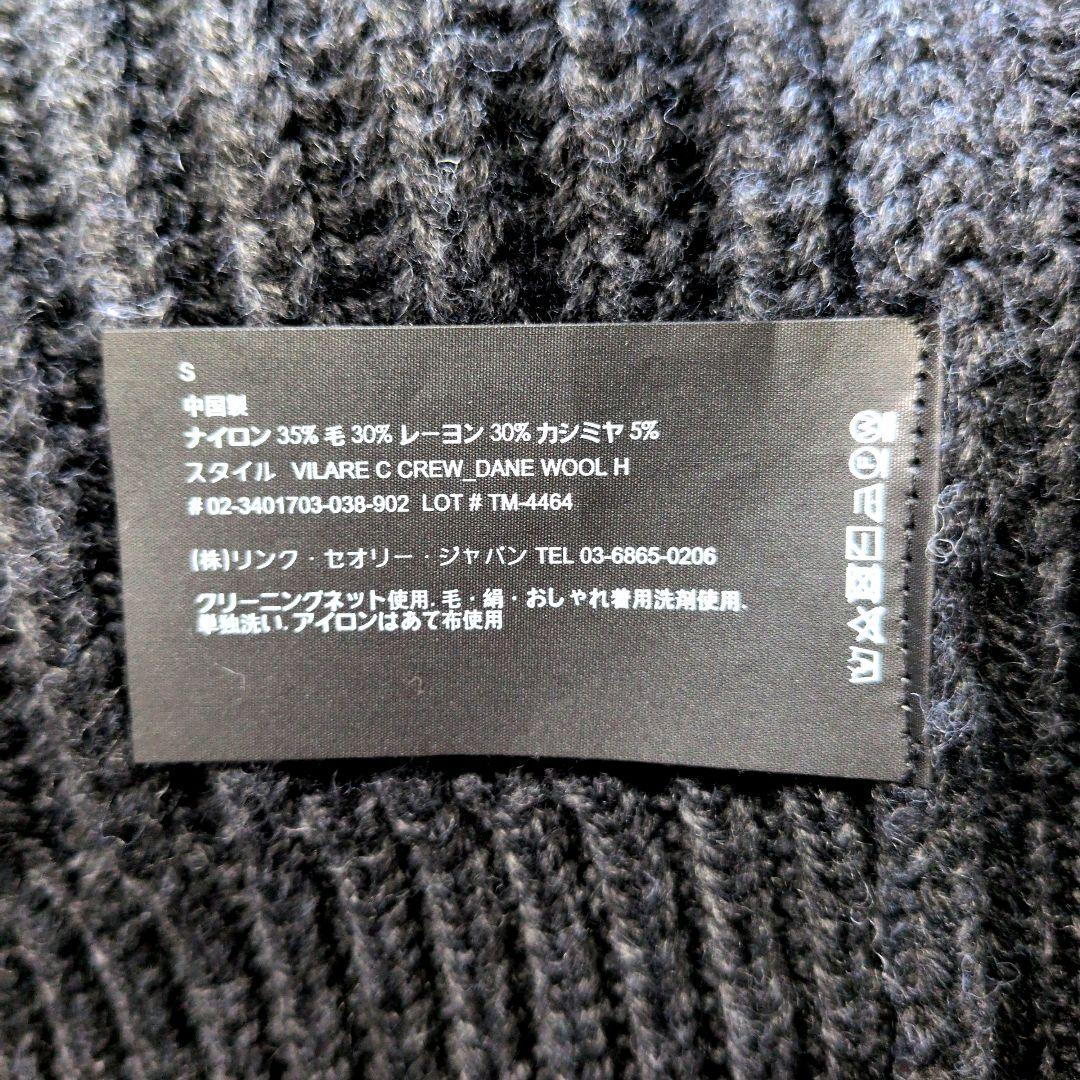 S
中国製
ナイロン 35% 毛 30% レーヨン 30% カシミヤ 5%
スタイル VILARE C CREW_DANE WOOL H
# 02-3401703-038-902 LOT # TM-4464
(株)リンク・セオリー・ジャパン TEL 03-6865-0206
クリーニングネット使用. 毛・絹・おしゃれ着用洗剤使用.
単独洗い. アイロンはあて布使用